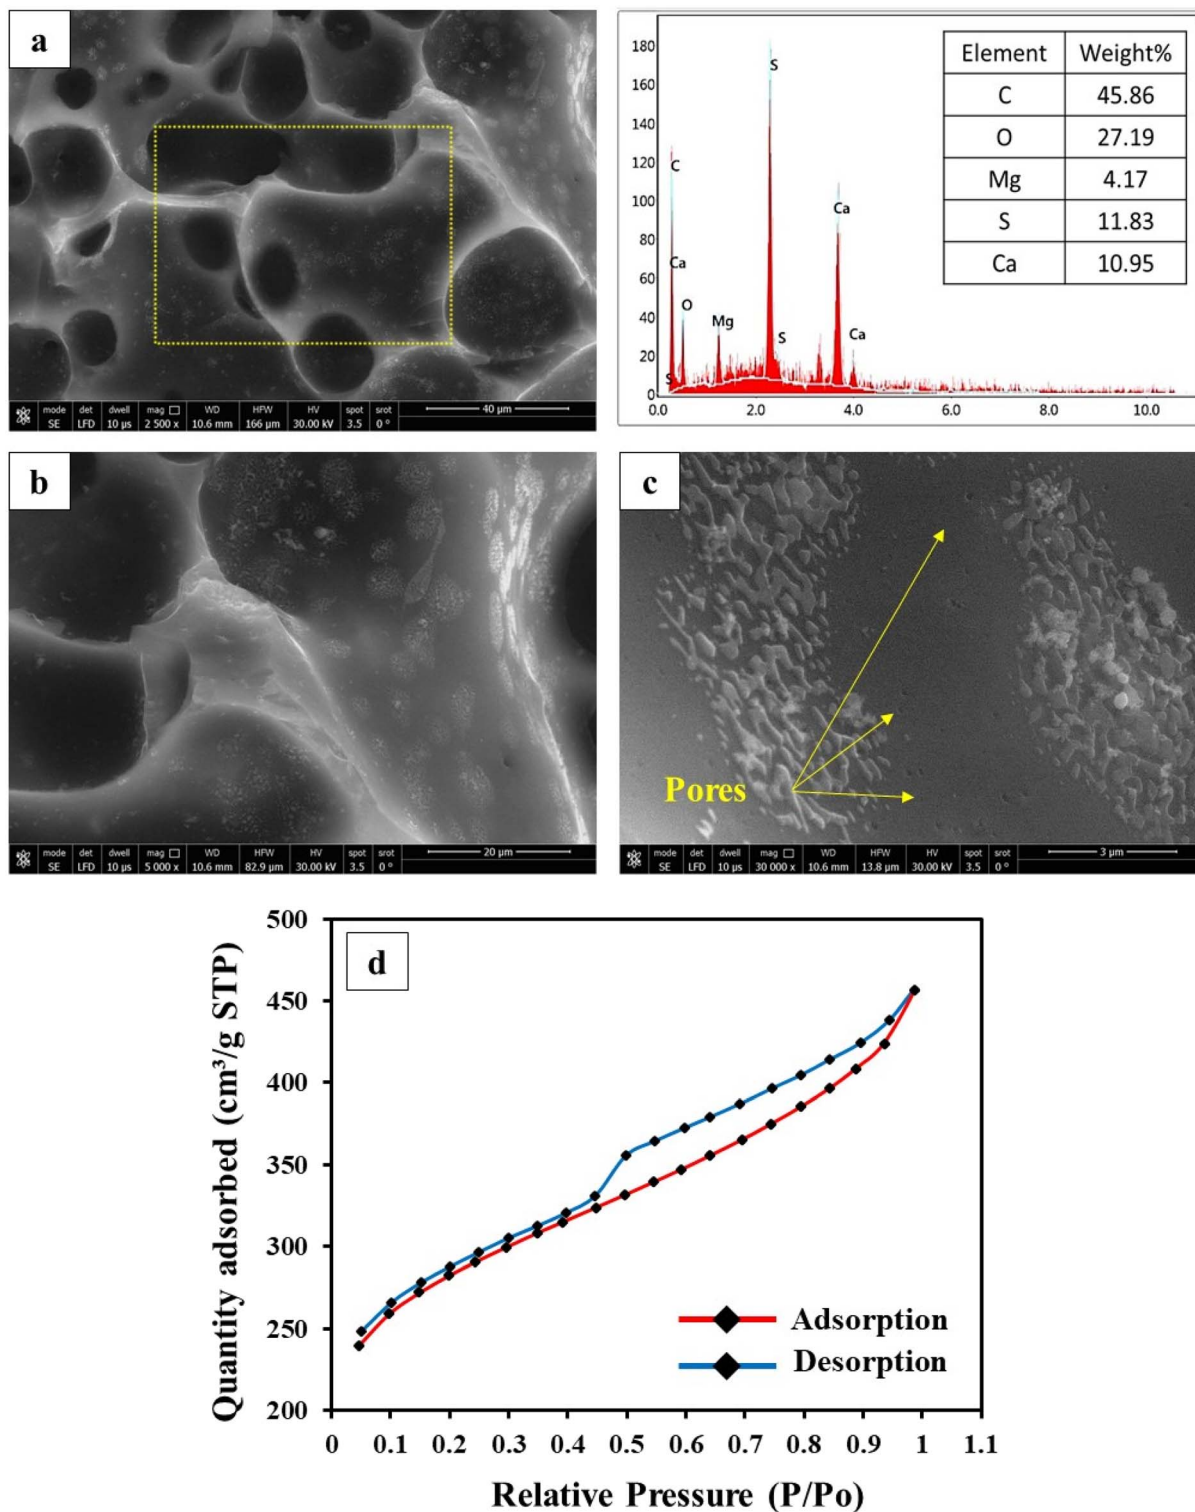 a
mode det dwell mag WD HFW HV spot srot
SE LFD 10 µs 2 500 x 10.6 mm 166 µm 30.00 kV 3.5 0 °
40 µm
180
160
140
120
100
80
60
40
20
0
0.0 2.0 4.0 6.0 8.0 10.0
S
C
Ca
Ca
O
Mg
S
Ca
S
Element Weight%
C 45.86
O 27.19
Mg 4.17
S 11.83
Ca 10.95
b
mode det dwell mag WD HFW HV spot srot
SE LFD 10 µs 5 000 x 10.6 mm 82.9 µm 30.00 kV 3.5 0 °
20 µm
c
Pores
mode det dwell mag WD HFW HV spot srot
SE LFD 10 µs 30 000 x 10.6 mm 13.8 µm 30.00 kV 3.5 0 °
3 µm
d
Quantity adsorbed (cm³/g STP)
500
450
400
350
300
250
200
Adsorption
Desorption
0 0.1 0.2 0.3 0.4 0.5 0.6 0.7 0.8 0.9 1 1.1
Relative Pressure (P/Po)